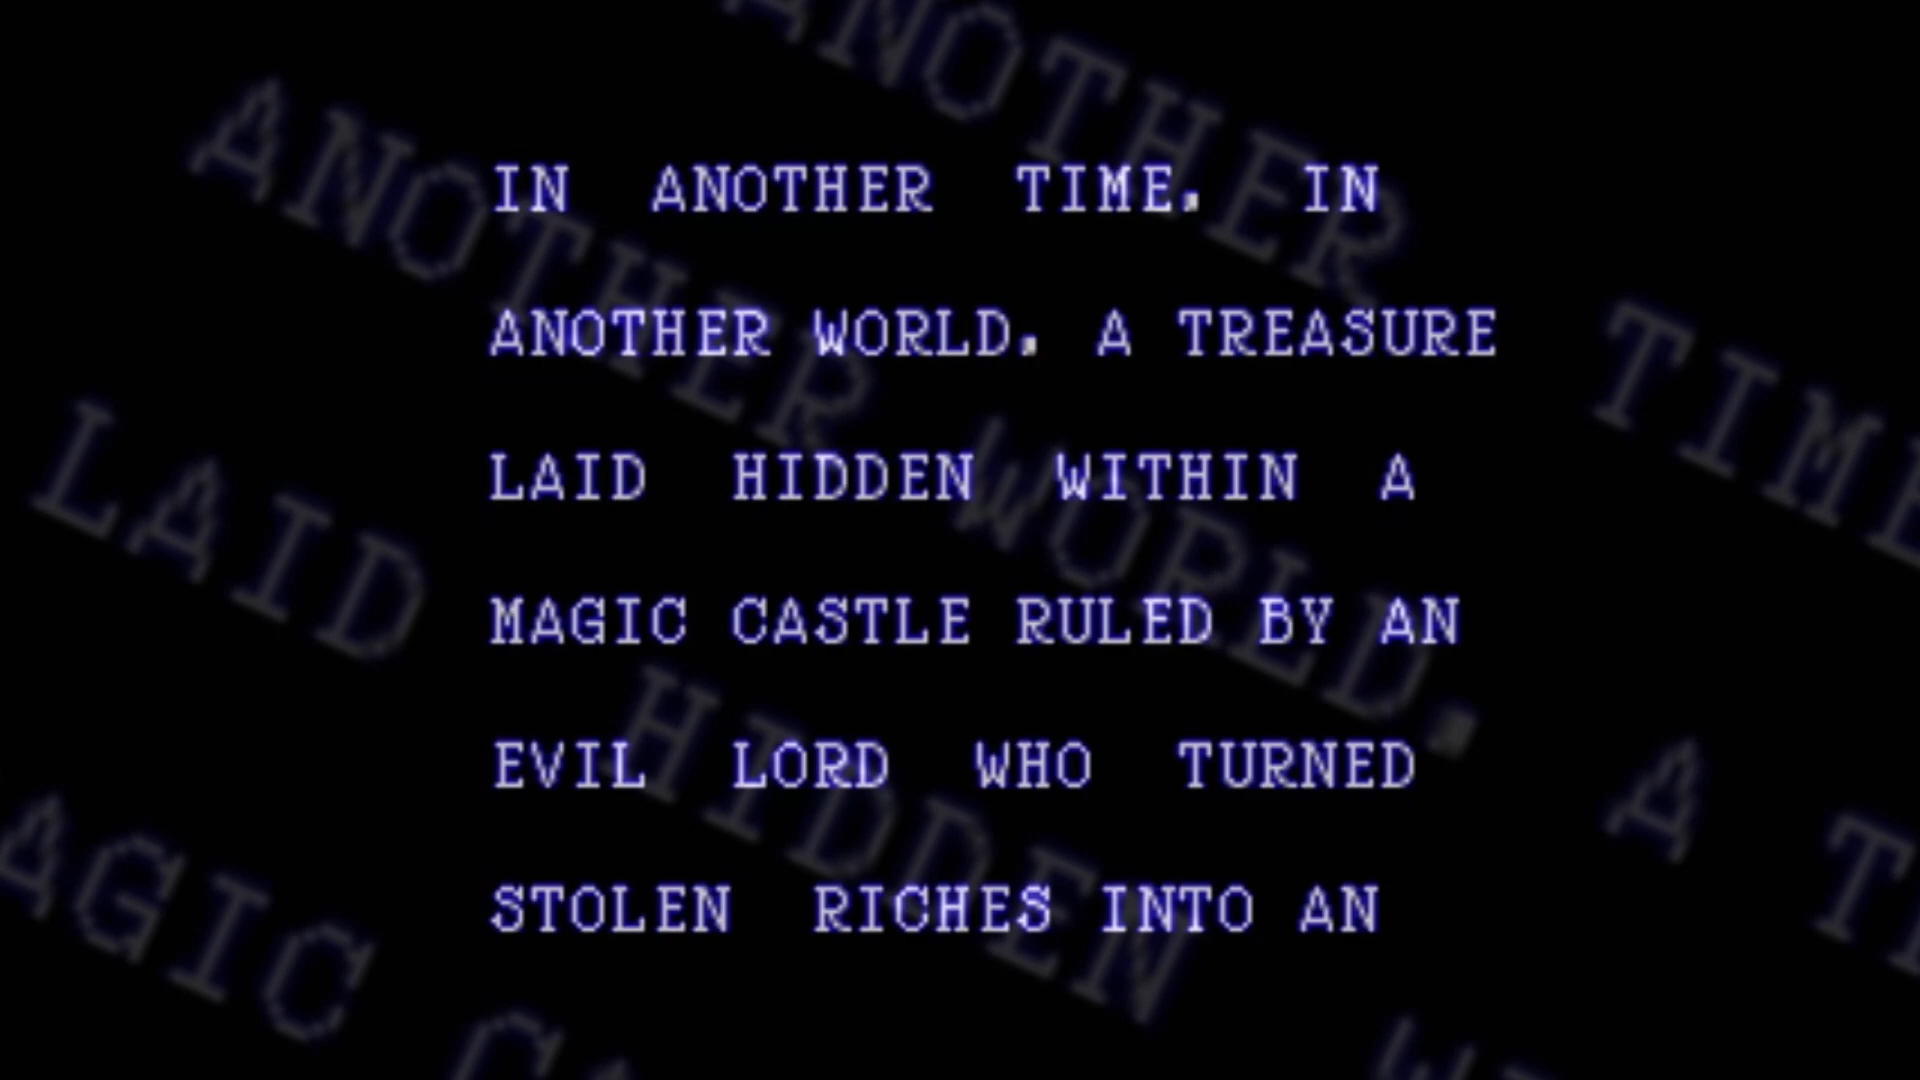 IN ANOTHER TIME. IN
ANOTHER WORLD. A TREASURE
LAID HIDDEN WITHIN A
MAGIC CASTLE RULED BY AN
EVIL LORD WHO TURNED
STOLEN RICHES INTO AN